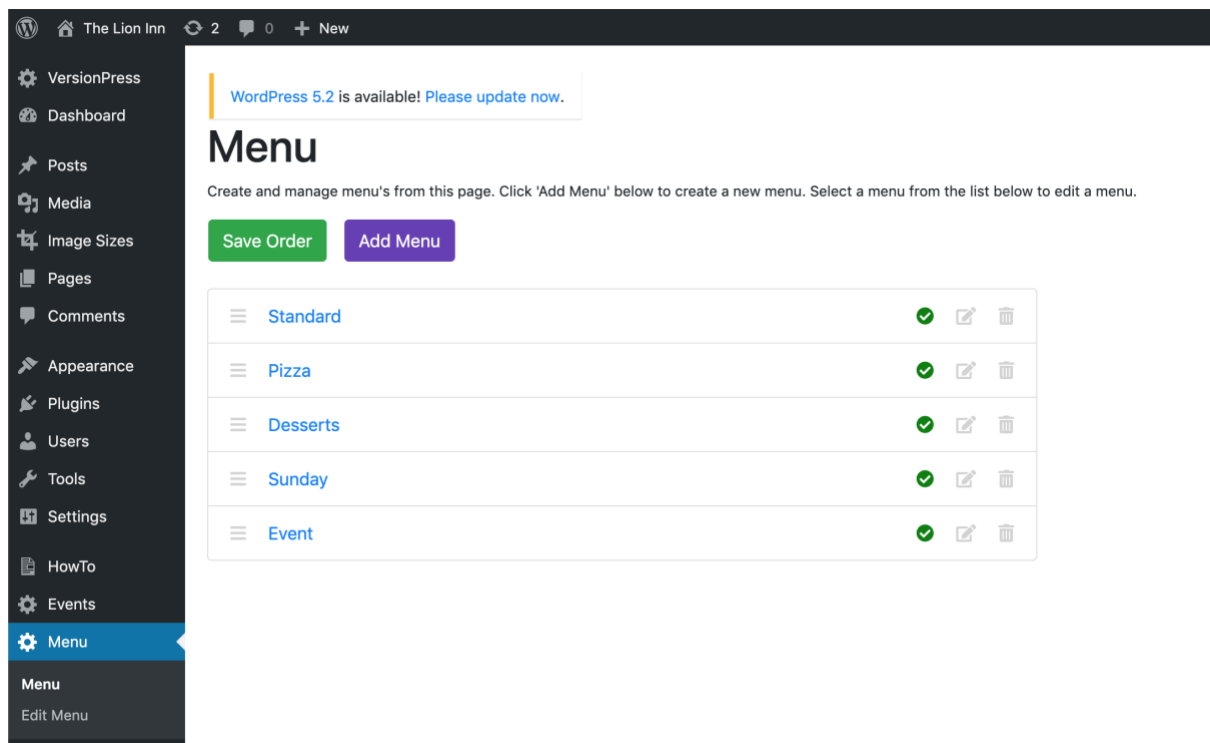 The Lion Inn 2 0 New
VersionPress
Dashboard
Posts
Media
Image Sizes
Pages
Comments
Appearance
Plugins
Users
Tools
Settings
HowTo
Events
Menu
Menu
Edit Menu
WordPress 5.2 is available! Please update now.
Menu
Create and manage menu's from this page. Click 'Add Menu' below to create a new menu. Select a menu from the list below to edit a menu.
Save Order Add Menu
Standard
Pizza
Desserts
Sunday
Event